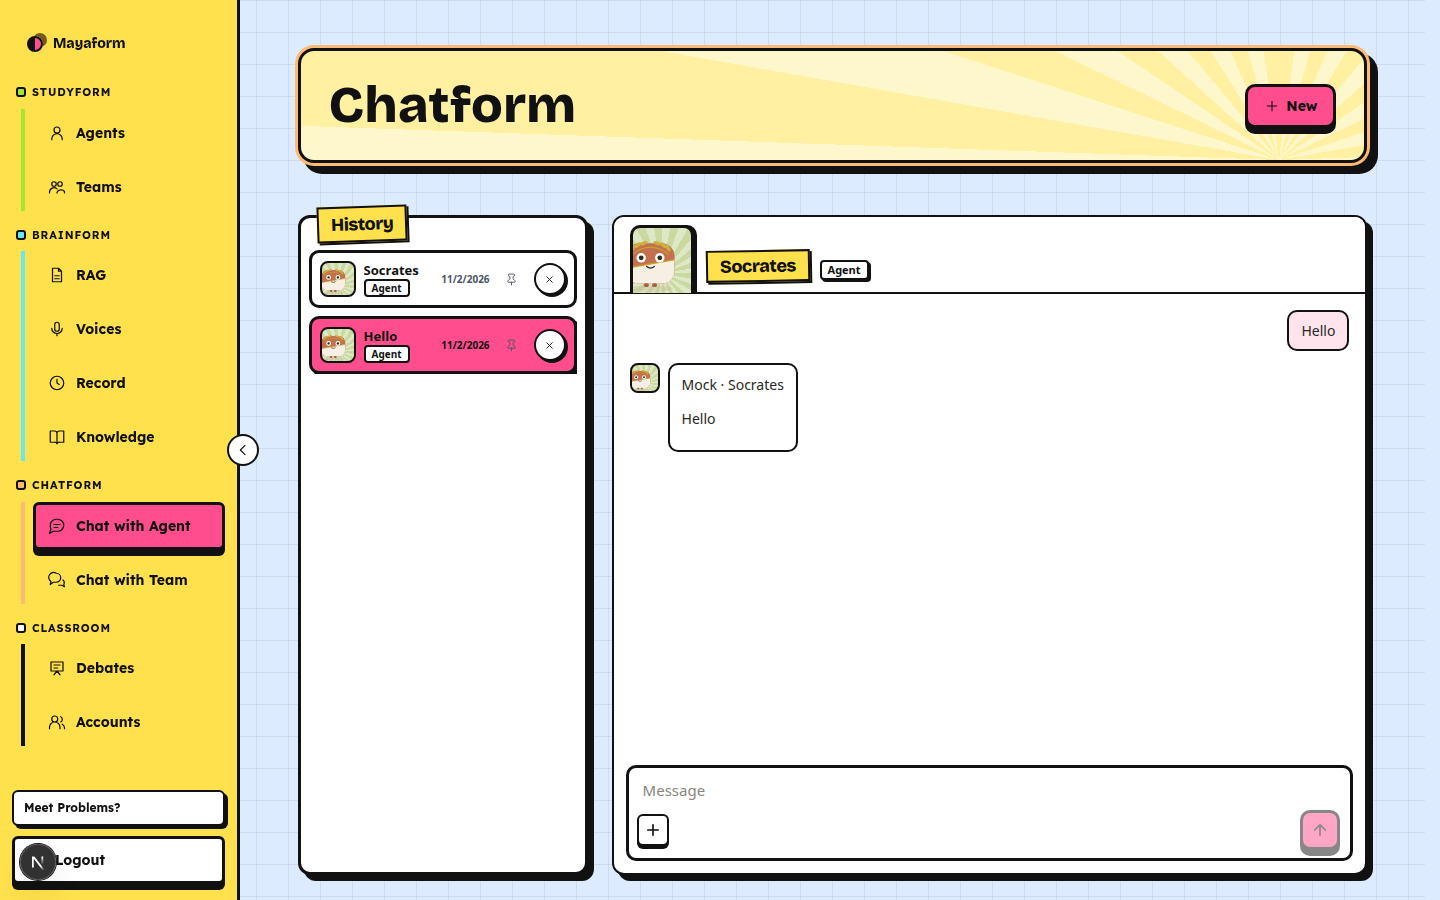 Mayaform
STUDYFORM
Agents
Teams
BRAINFORM
RAG
Voices
Record
Knowledge
CHATFORM
Chat with Agent
Chat with Team
CLASSROOM
Debates
Accounts
Meet Problems?
N
Logout
Chatform
New
History
Socrates
Agent
11/2/2026
Hello
Agent
11/2/2026
Socrates
Agent
Hello
Mock · Socrates
Hello
Message